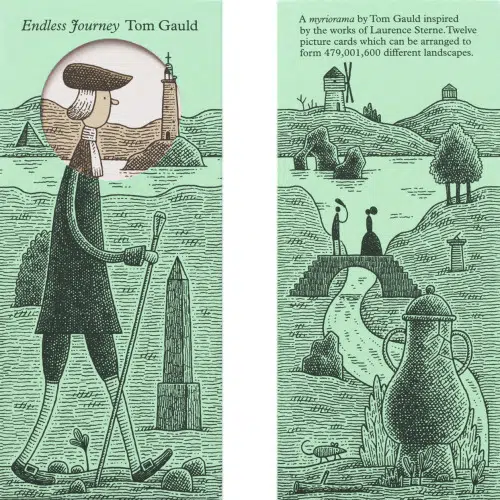 Endless Journey Tom Gauld
A myriorama by Tom Gauld inspired
by the works of Laurence Sterne. Twelve
picture cards which can be arranged to
form 479,001,600 different landscapes.